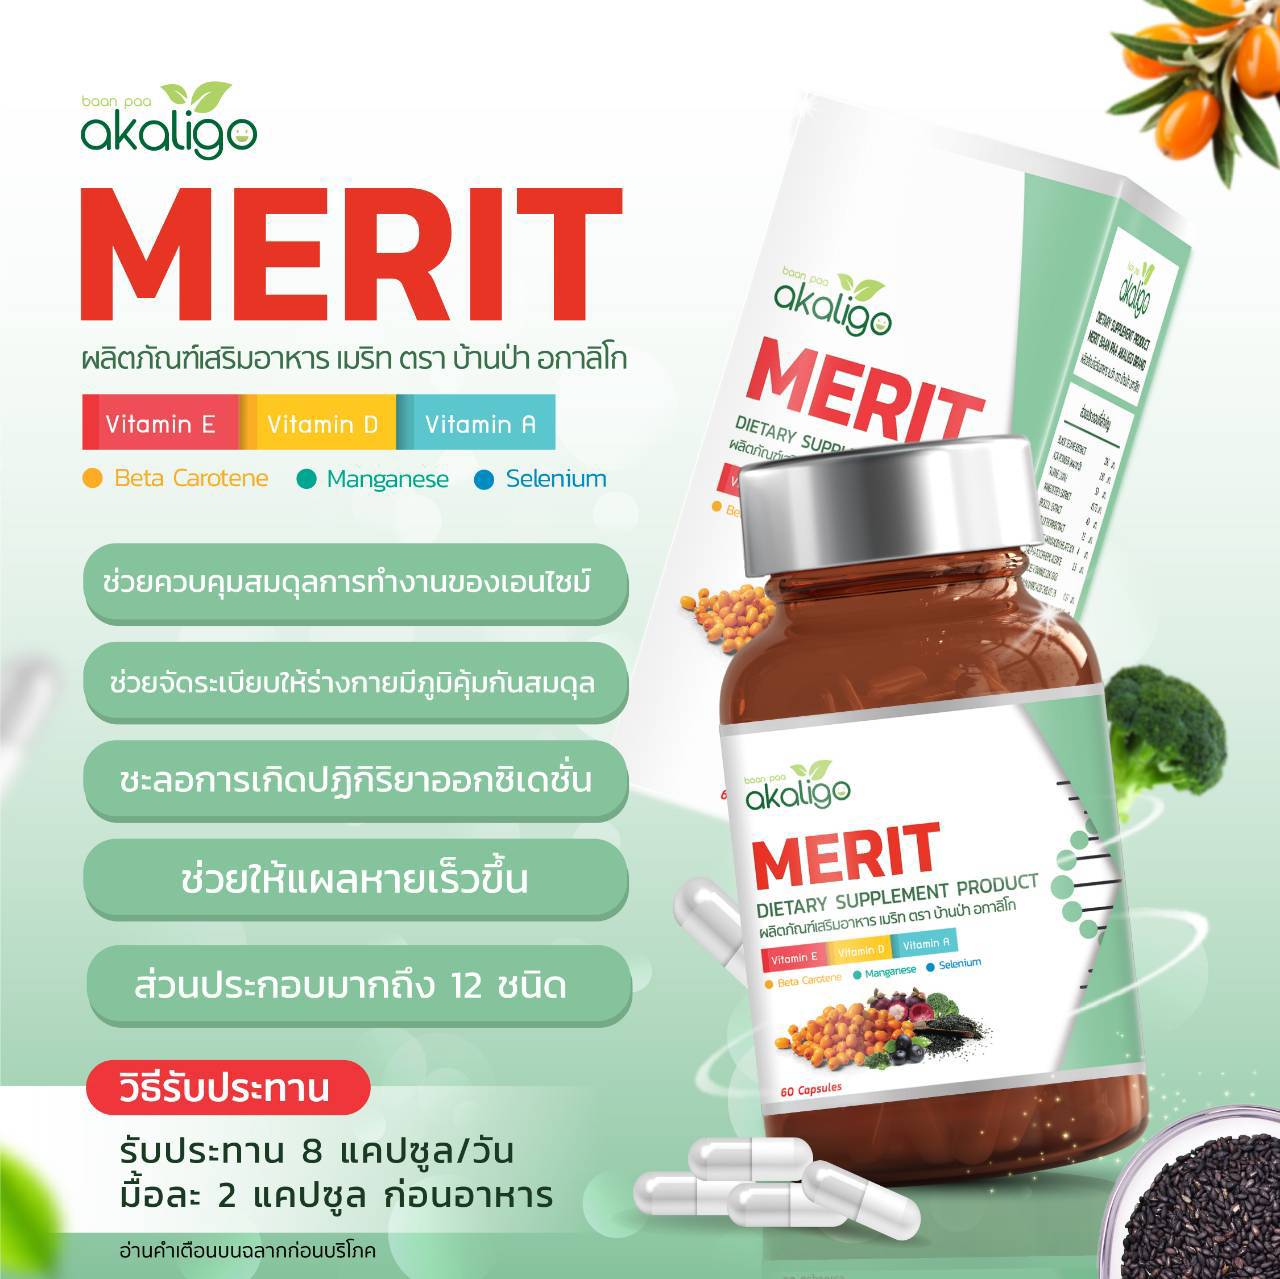 baan paa
akaligo
MERIT
ผลิตภัณฑ์เสริมอาหาร เมริท ตรา บ้านป่า อกาลิโก
Vitamin E Vitamin D Vitamin A
Beta Carotene Manganese Selenium
ช่วยควบคุมสมดุลการทำงานของเอนไซม์
ช่วยจัดระเบียบให้ร่างกายมีภูมิคุ้มกันสมดุล
ชะลอการเกิดปฏิกิริยาออกซิเดชั่น
ช่วยให้แผลหายเร็วขึ้น
ส่วนประกอบมากถึง 12 ชนิด
วิธีรับประทาน
รับประทาน 8 แคปซูล/วัน
มื้อละ 2 แคปซูล ก่อนอาหาร
อ่านคำเตือนบนฉลากก่อนบริโภค
baan paa
akaligo
MERIT
DIETARY
akaligo
DIETARY SUPPLEMENT PRODUCT
MERIT BAAN PAA AKALIGO BRAND
baan paa
akaligo
MERIT
DIETARY SUPPLEMENT PRODUCT
ผลิตภัณฑ์เสริมอาหาร เมริท ตรา บ้านป่า อกาลิโก
Vitamin E Vitamin D Vitamin A
Beta Carotene Manganese Selenium
60 Capsules